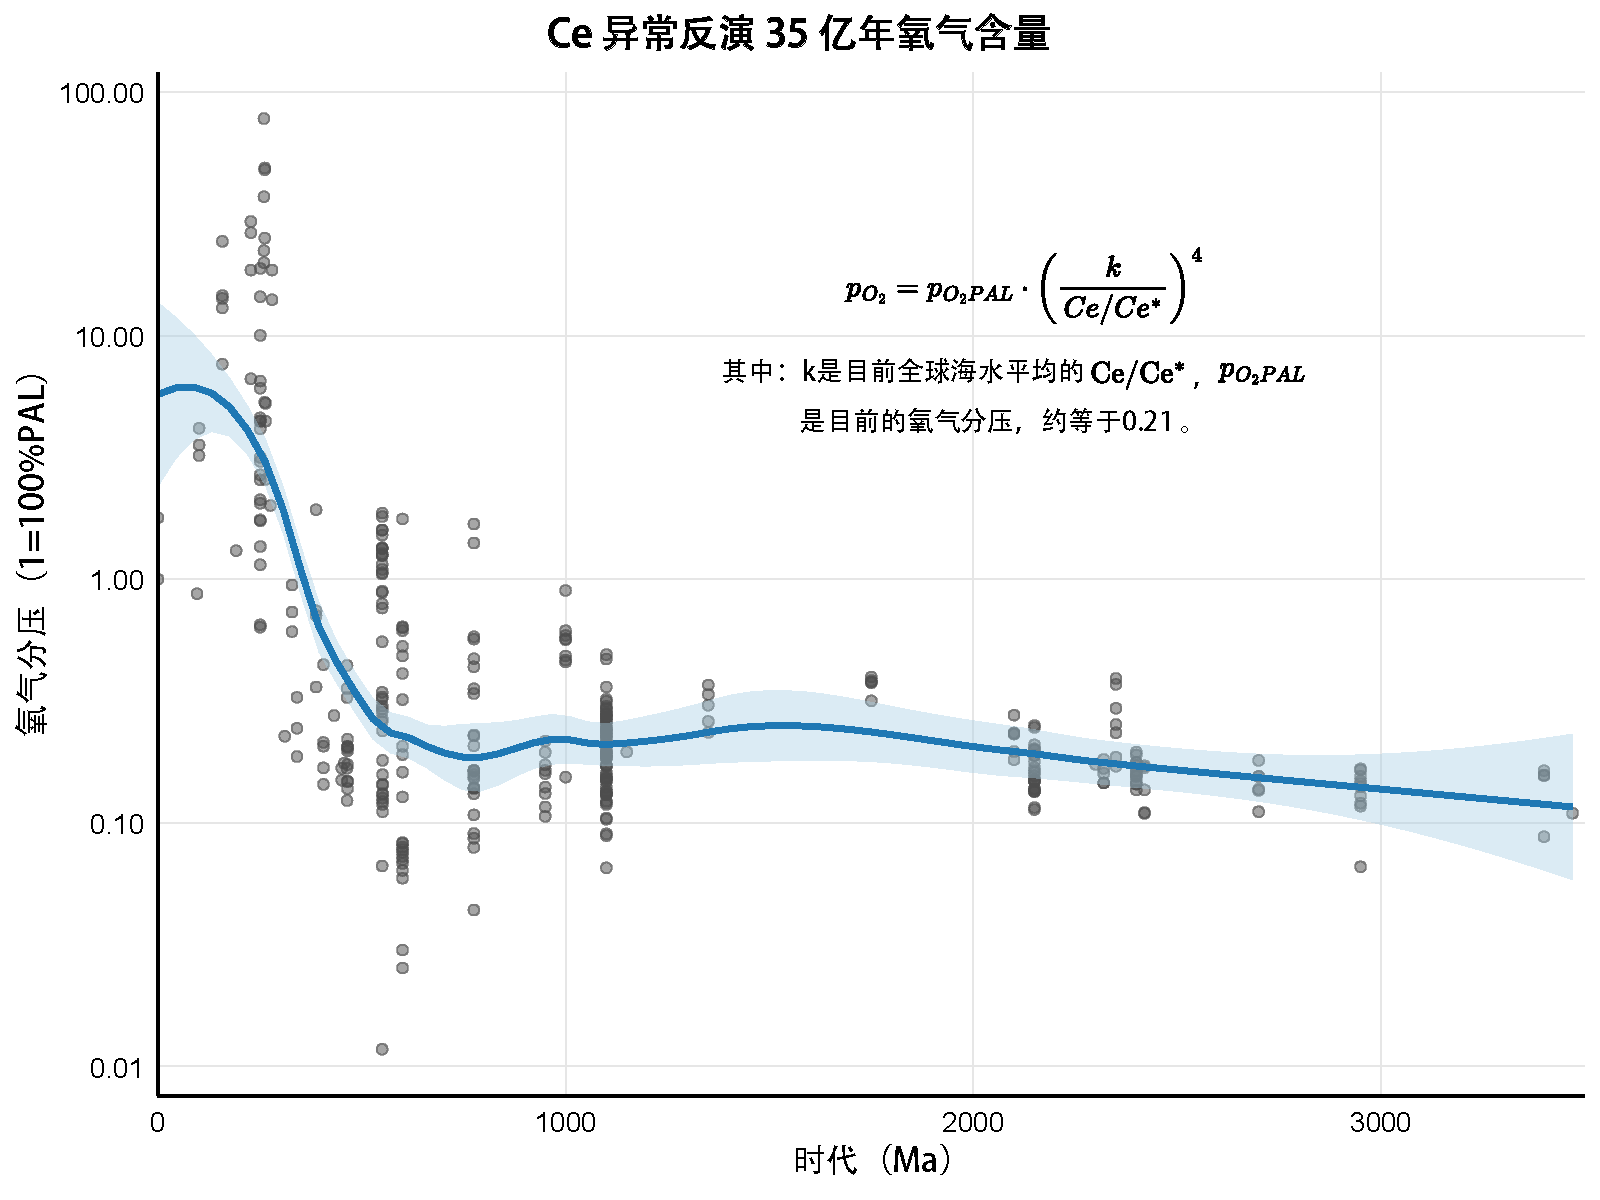 Ce 异常反演 35 亿年氧气含量
氧气分压（1=100%PAL）
100.00
10.00
1.00
0.10
0.01
p_{O_2} = p_{O_2PAL} · \left( \frac{k}{Ce/Ce*} \right)^4
其中：k是目前全球海水平均的 Ce/Ce*，p_{O_2PAL}
是目前的氧气分压，约等于0.21。
0 1000 2000 3000
时代（Ma）